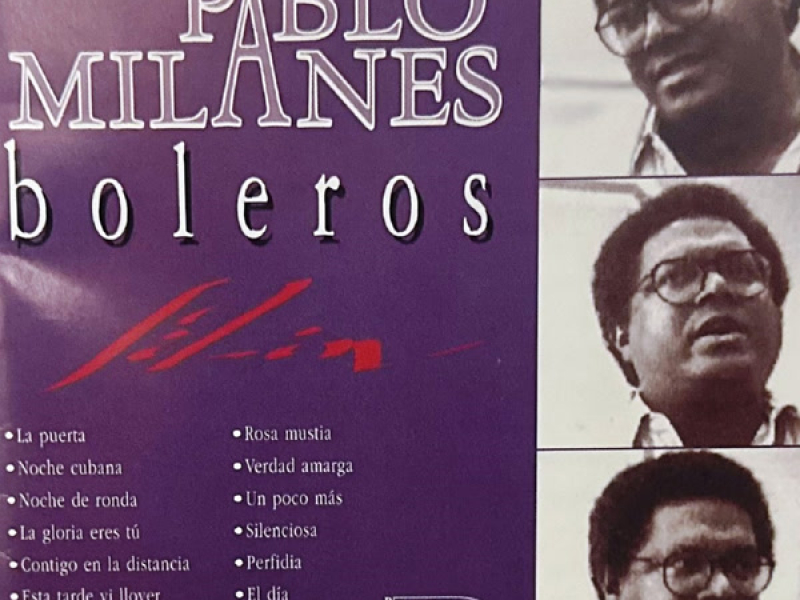 PABLO
MILANES
boleros
filin
• La puerta
• Noche cubana
• Noche de ronda
• La gloria eres tú
• Contigo en la distancia
• Esta tarde vi llover
• Rosa mustia
• Verdad amarga
• Un poco más
• Silenciosa
• Perfidia
• El día